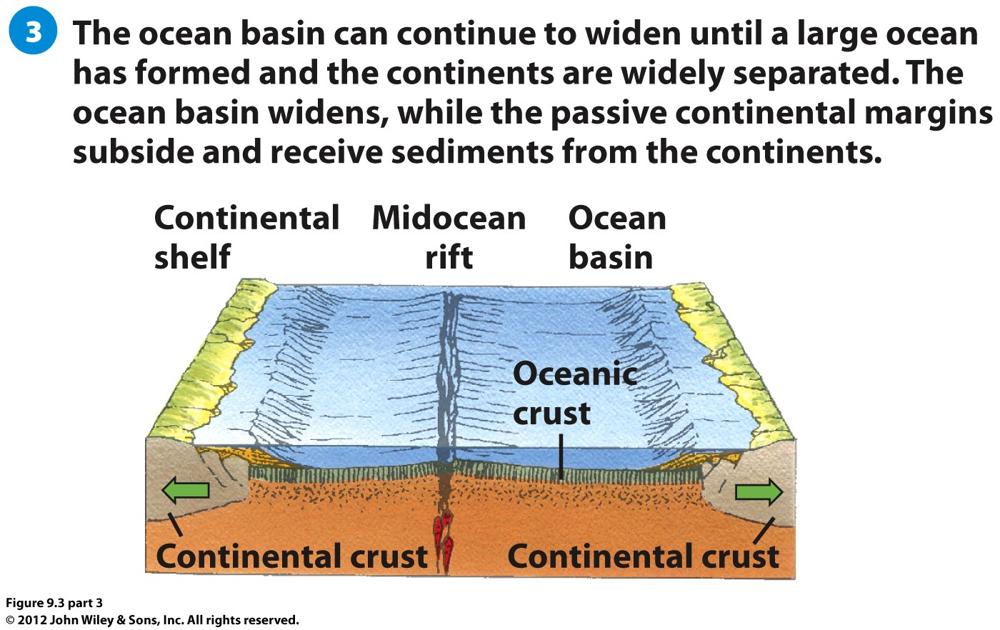 3
The ocean basin can continue to widen until a large ocean
has formed and the continents are widely separated. The
ocean basin widens, while the passive continental margins
subside and receive sediments from the continents.
Continental
shelf
Midocean
rift
Ocean
basin
Oceanic
crust
Continental crust
Continental crust
Figure 9.3 part 3
© 2012 John Wiley & Sons, Inc. All rights reserved.